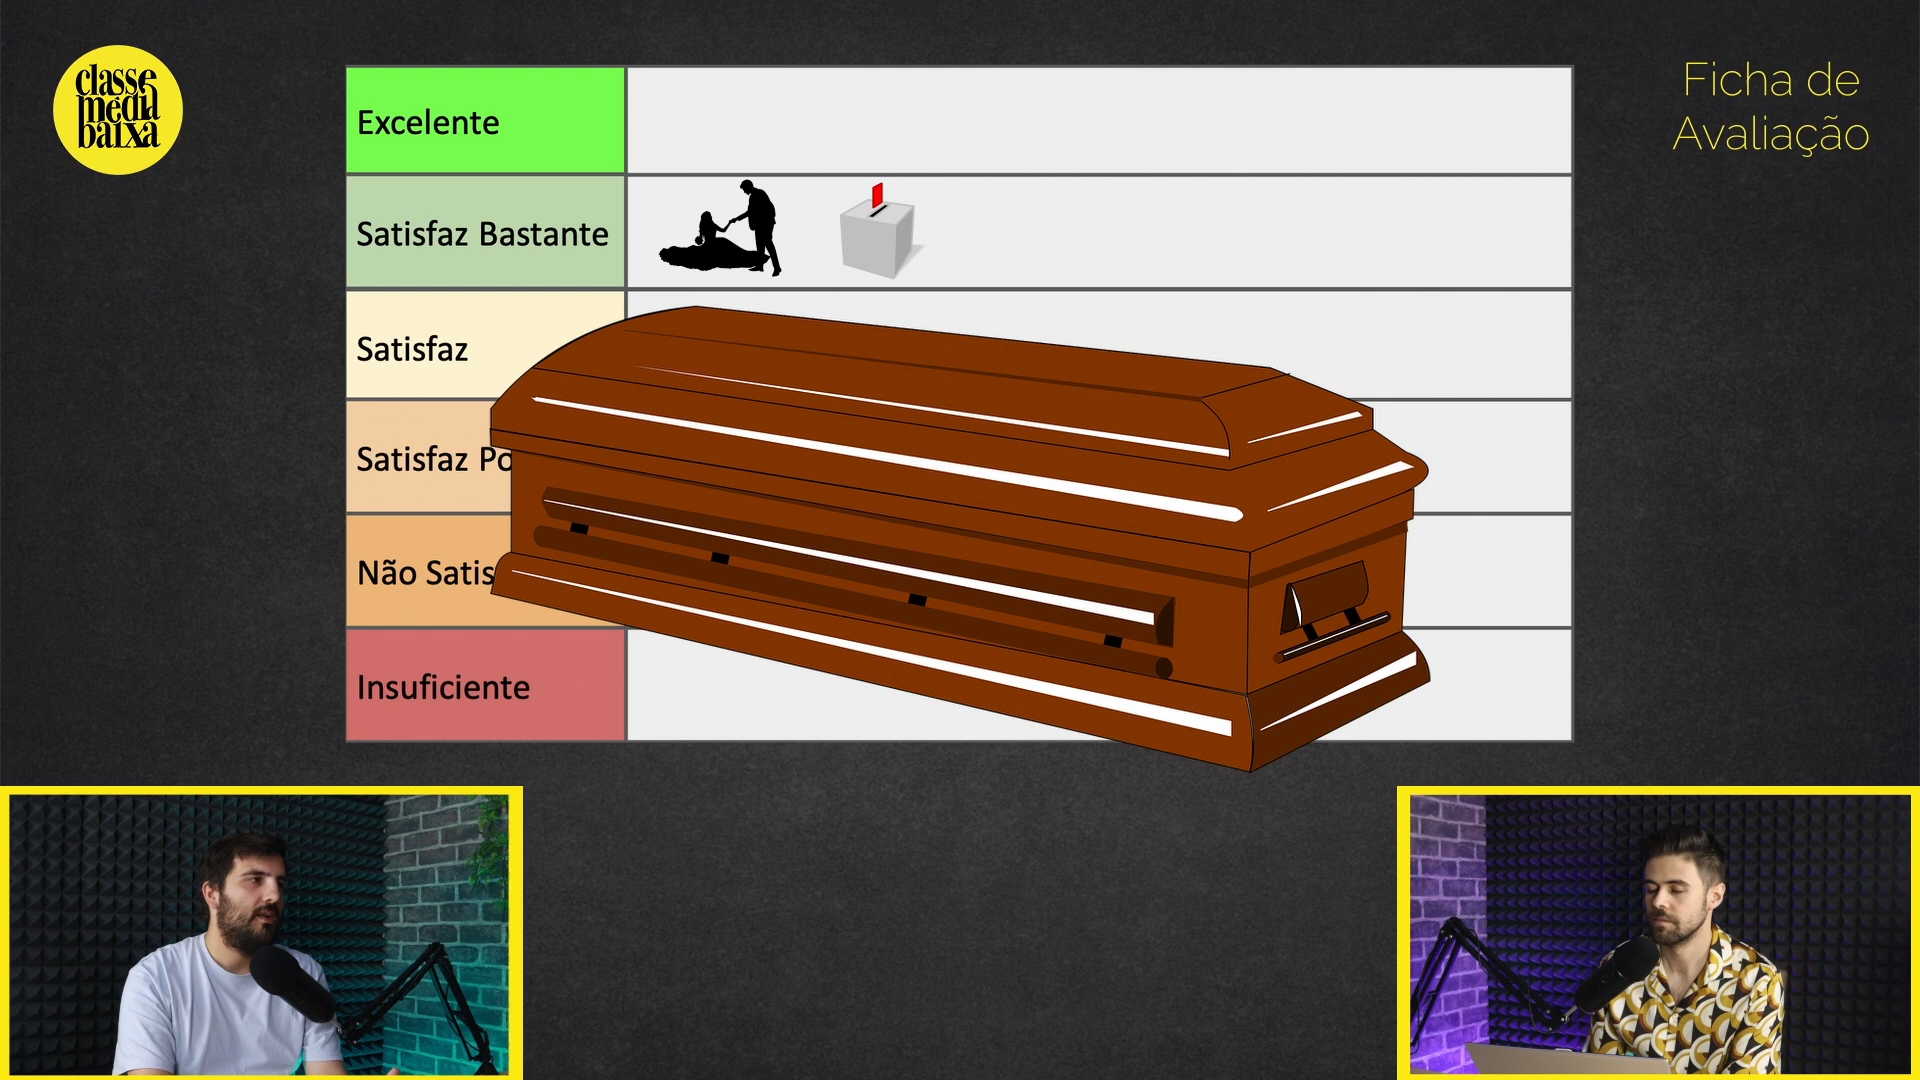 classe
média
baixa
Ficha de
Avaliação
Excelente
Satisfaz Bastante
Satisfaz
Satisfaz Po
Não Satis
Insuficiente